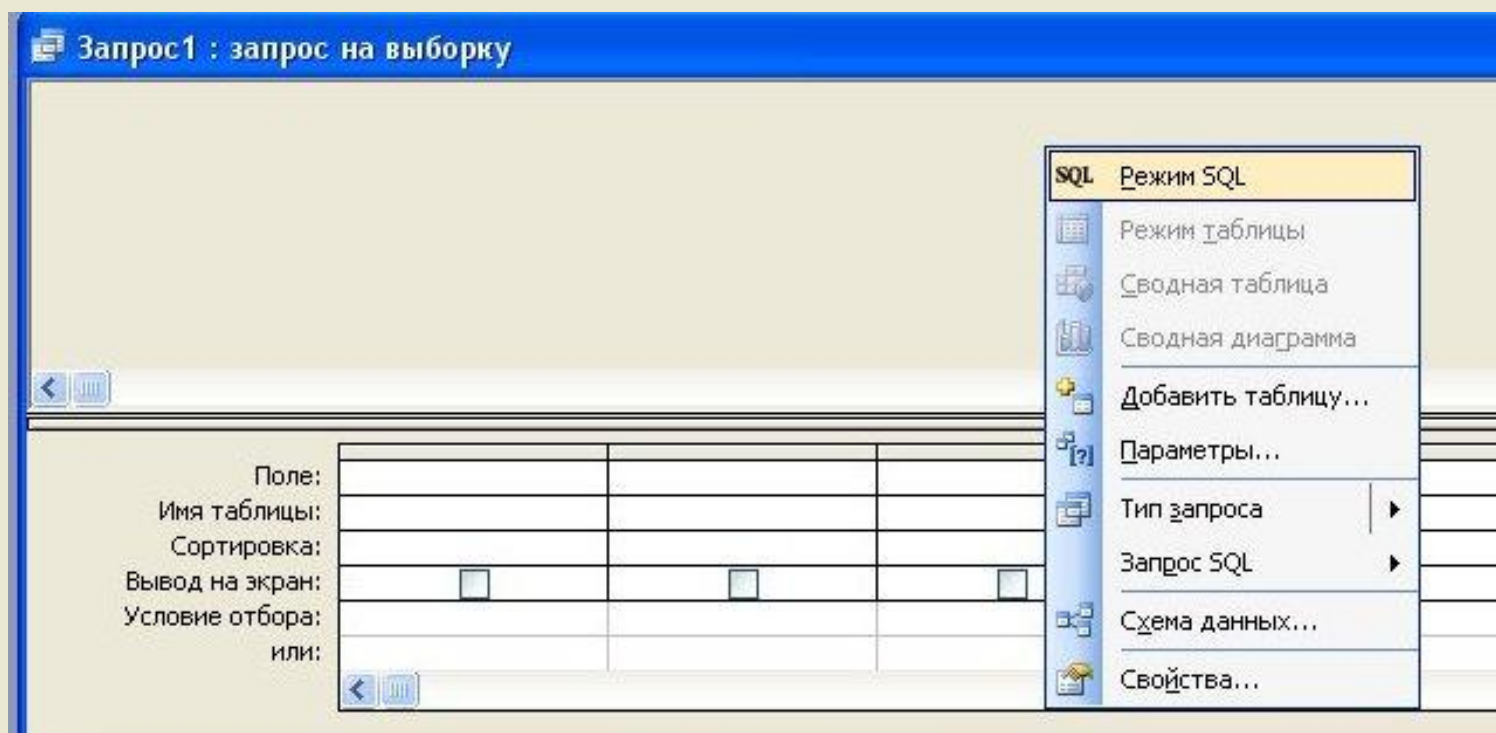 Запрос1 : запрос на выборку
SQL Режим SQL
Режим таблицы
Сводная таблица
Сводная диаграмма
Добавить таблицу...
Параметры...
Тип запроса
Запрос SQL
Схема данных...
Свойства...
Поле:
Имя таблицы:
Сортировка:
Вывод на экран:
Условие отбора:
или: